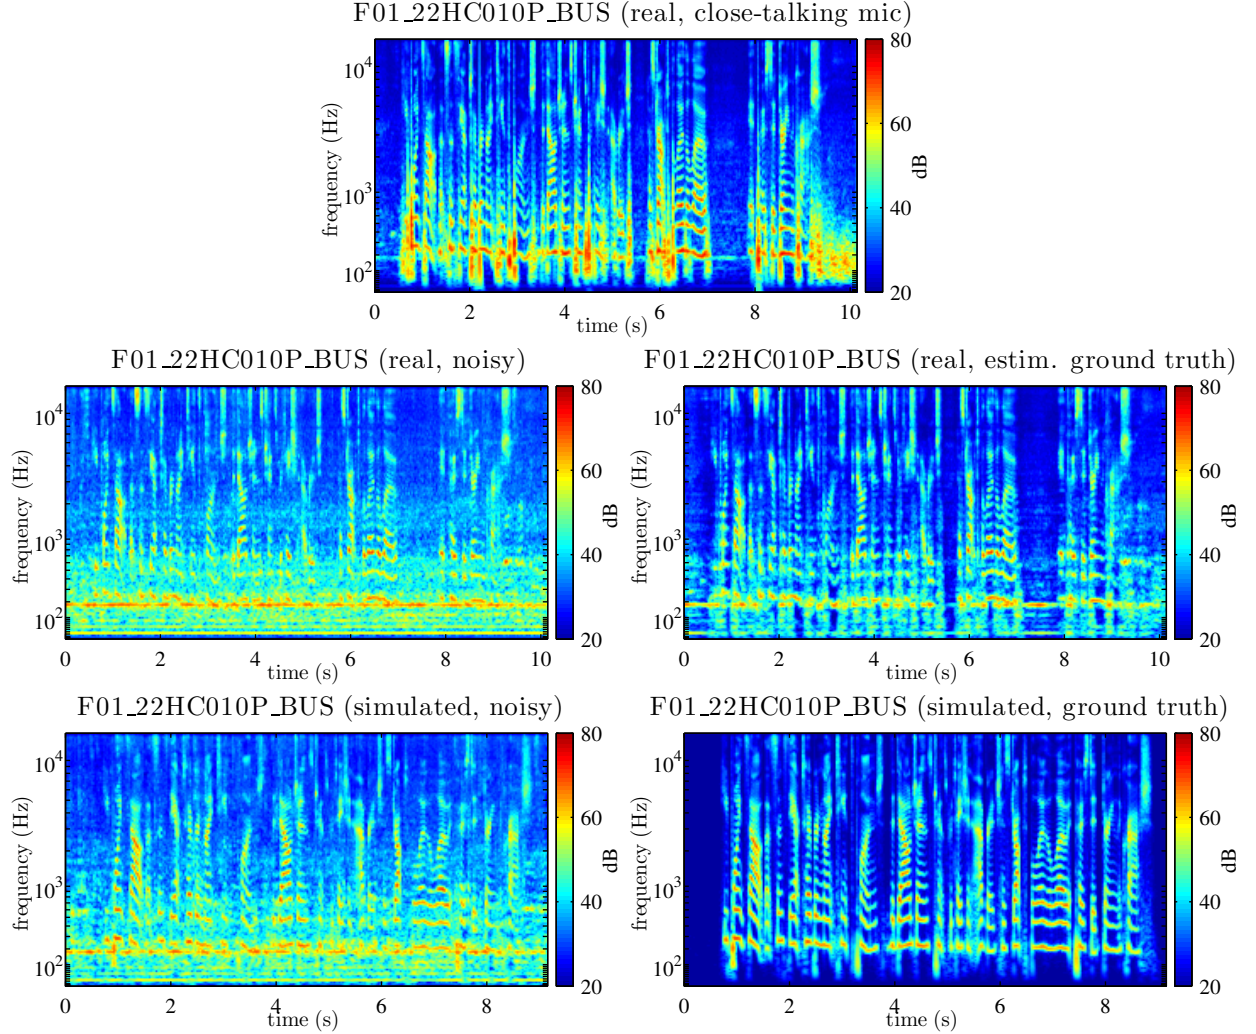 F01_22HC010P_BUS (real, close-talking mic)
frequency (Hz)
10^4
10^3
10^2
0 2 4 6 8 10
time (s)
80
60
40
20
dB
F01_22HC010P_BUS (real, noisy)
frequency (Hz)
10^4
10^3
10^2
0 2 4 6 8 10
time (s)
80
60
40
20
dB
F01_22HC010P_BUS (real, estim. ground truth)
frequency (Hz)
10^4
10^3
10^2
0 2 4 6 8 10
time (s)
80
60
40
20
dB
F01_22HC010P_BUS (simulated, noisy)
frequency (Hz)
10^4
10^3
10^2
0 2 4 6 8
time (s)
80
60
40
20
dB
F01_22HC010P_BUS (simulated, ground truth)
frequency (Hz)
10^4
10^3
10^2
0 2 4 6 8
time (s)
80
60
40
20
dB